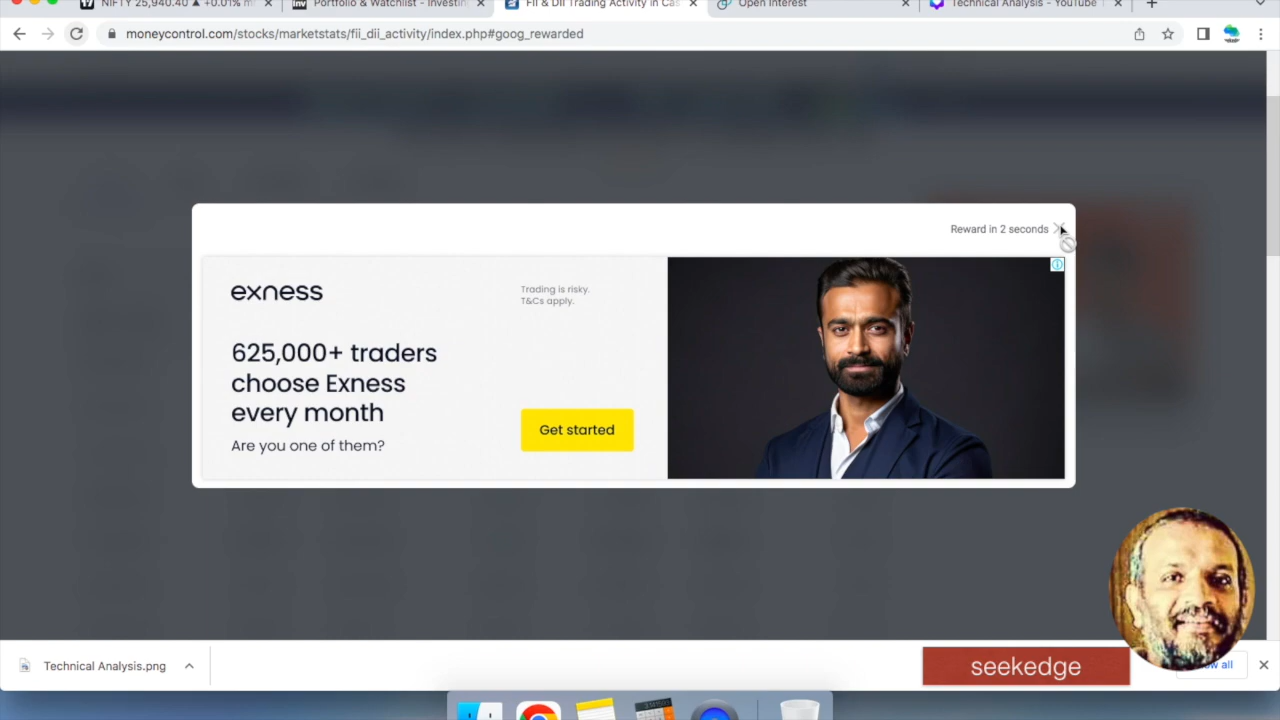 NIFTY 25,940.40 ▲ +0.01%
Portfolio & Watchlist - Investin
FII & DII Trading Activity in Cas
Open Interest
Technical Analysis - YouTube
moneycontrol.com/stocks/marketstats/fii_dii_activity/index.php#goog_rewarded
Reward in 2 seconds
exness
Trading is risky.
T&Cs apply.
625,000+ traders
choose Exness
every month
Are you one of them?
Get started
Technical Analysis.png
seekedge
all